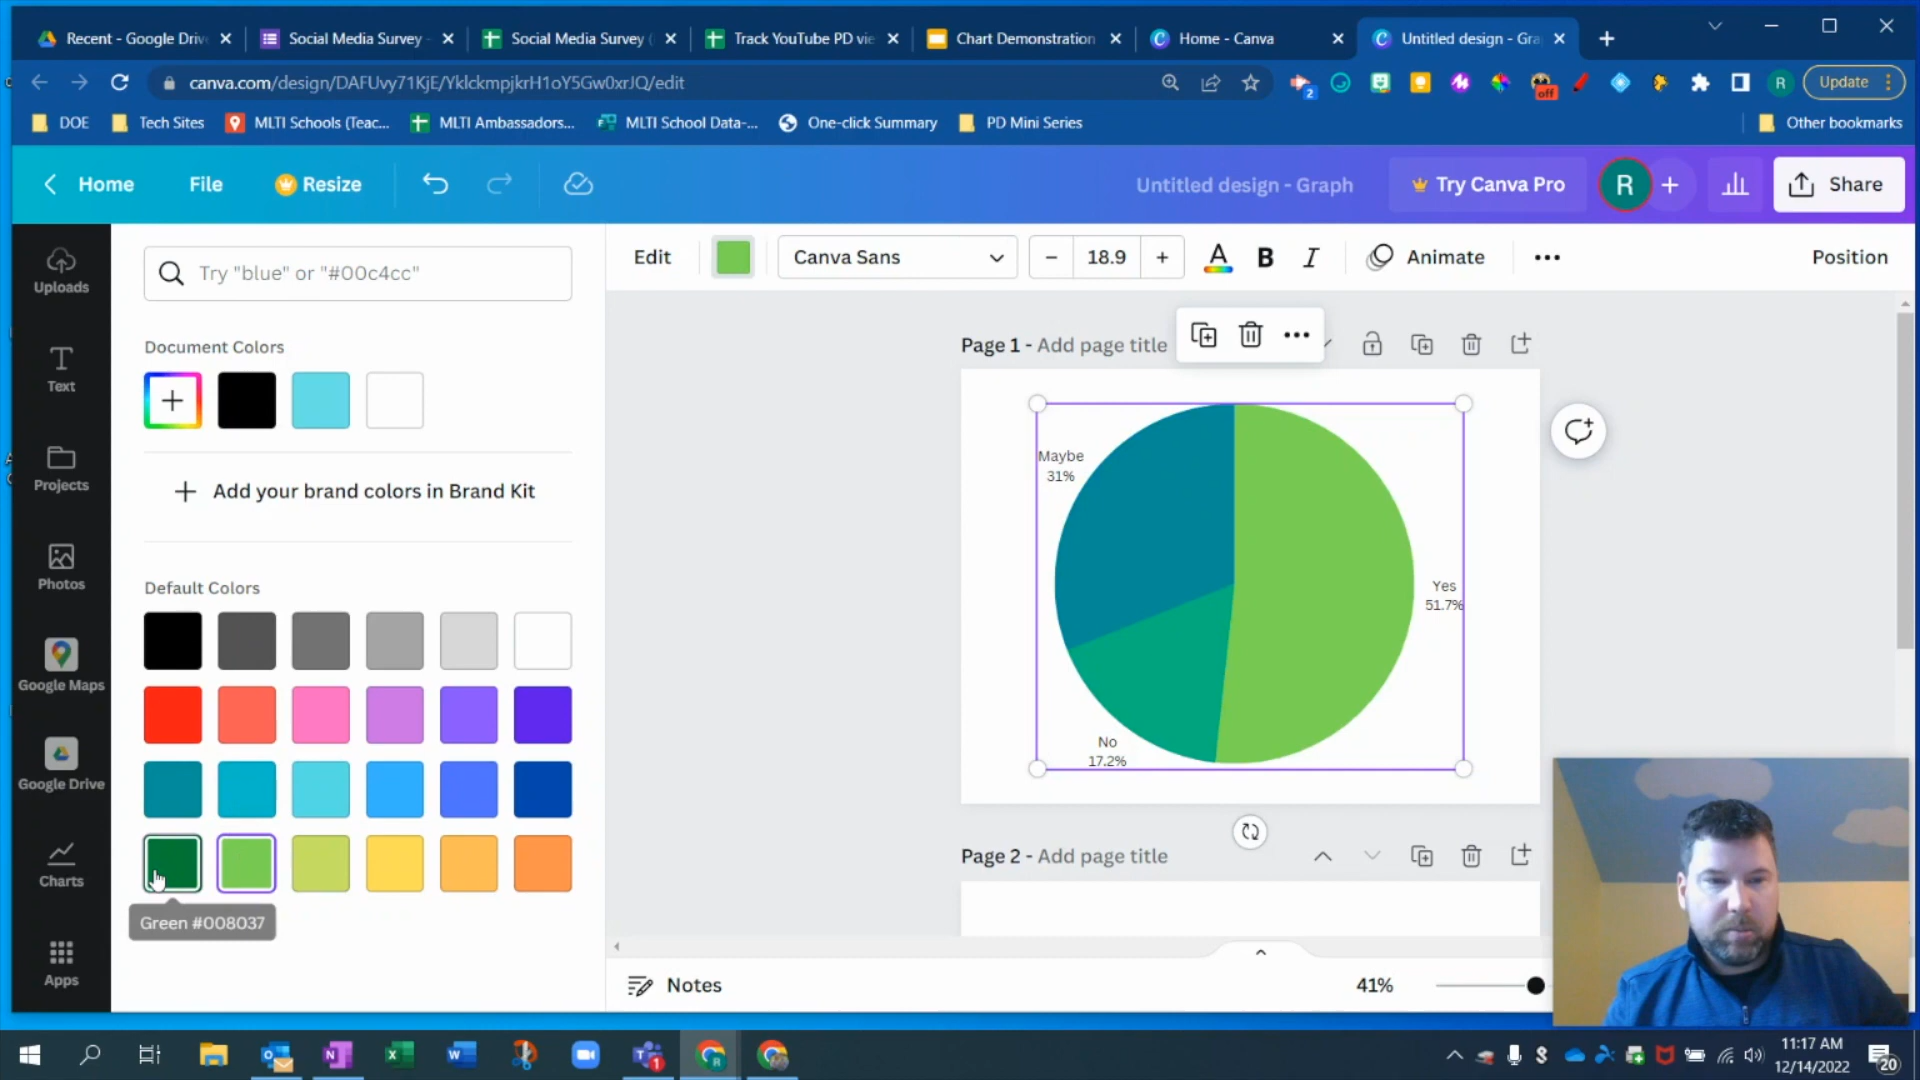 Recent - Google Driv
Social Media Survey -
Social Media Survey (
Track YouTube PD vie
Chart Demonstration
Home - Canva
Untitled design - Gra
canva.com/design/DAFUvy71KjE/YklckmpjkrH1oY5Gw0xrJQ/edit
2
off
R
Update
DOE
Tech Sites
MLTI Schools (Teac...
MLTI Ambassadors...
MLTI School Data-...
One-click Summary
PD Mini Series
Other bookmarks
Home
File
Resize
Untitled design - Graph
Try Canva Pro
R
Share
Uploads
Text
Projects
Photos
Google Maps
Google Drive
Charts
Apps
Try "blue" or "#00c4cc"
Document Colors
Add your brand colors in Brand Kit
Default Colors
Green #008037
Edit
Canva Sans
18.9
A
B
I
Animate
Position
Page 1 - Add page title
Maybe
31%
Yes
51.7%
No
17.2%
Page 2 - Add page title
Notes
41%
1
11:17 AM
12/14/2022
20